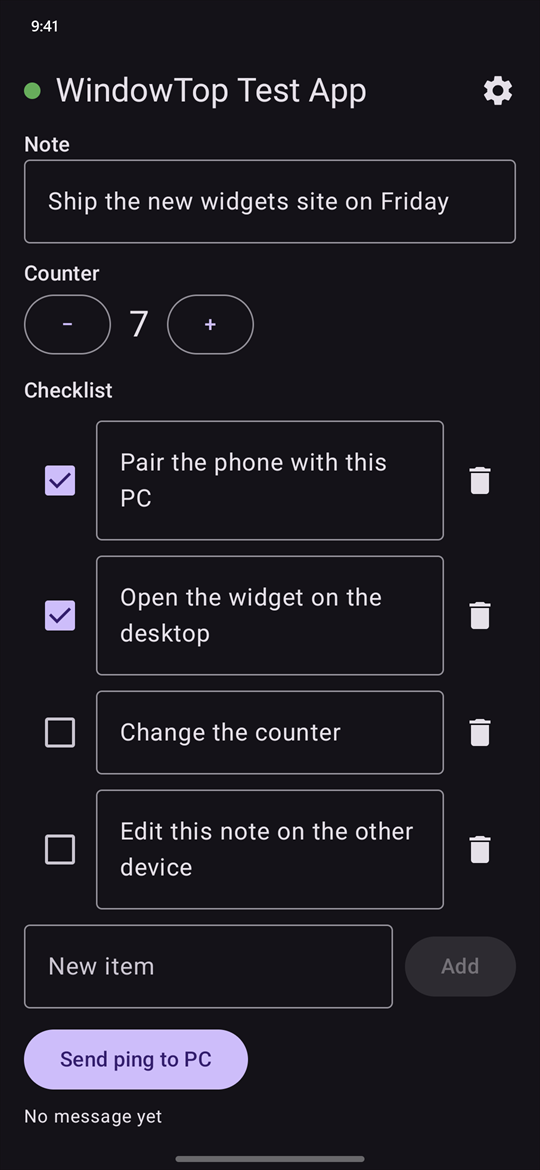 9:41
WindowTop Test App
Note
Ship the new widgets site on Friday
Counter
- 7 +
Checklist
Pair the phone with this
PC
Open the widget on the
desktop
Change the counter
Edit this note on the other
device
New item Add
Send ping to PC
No message yet